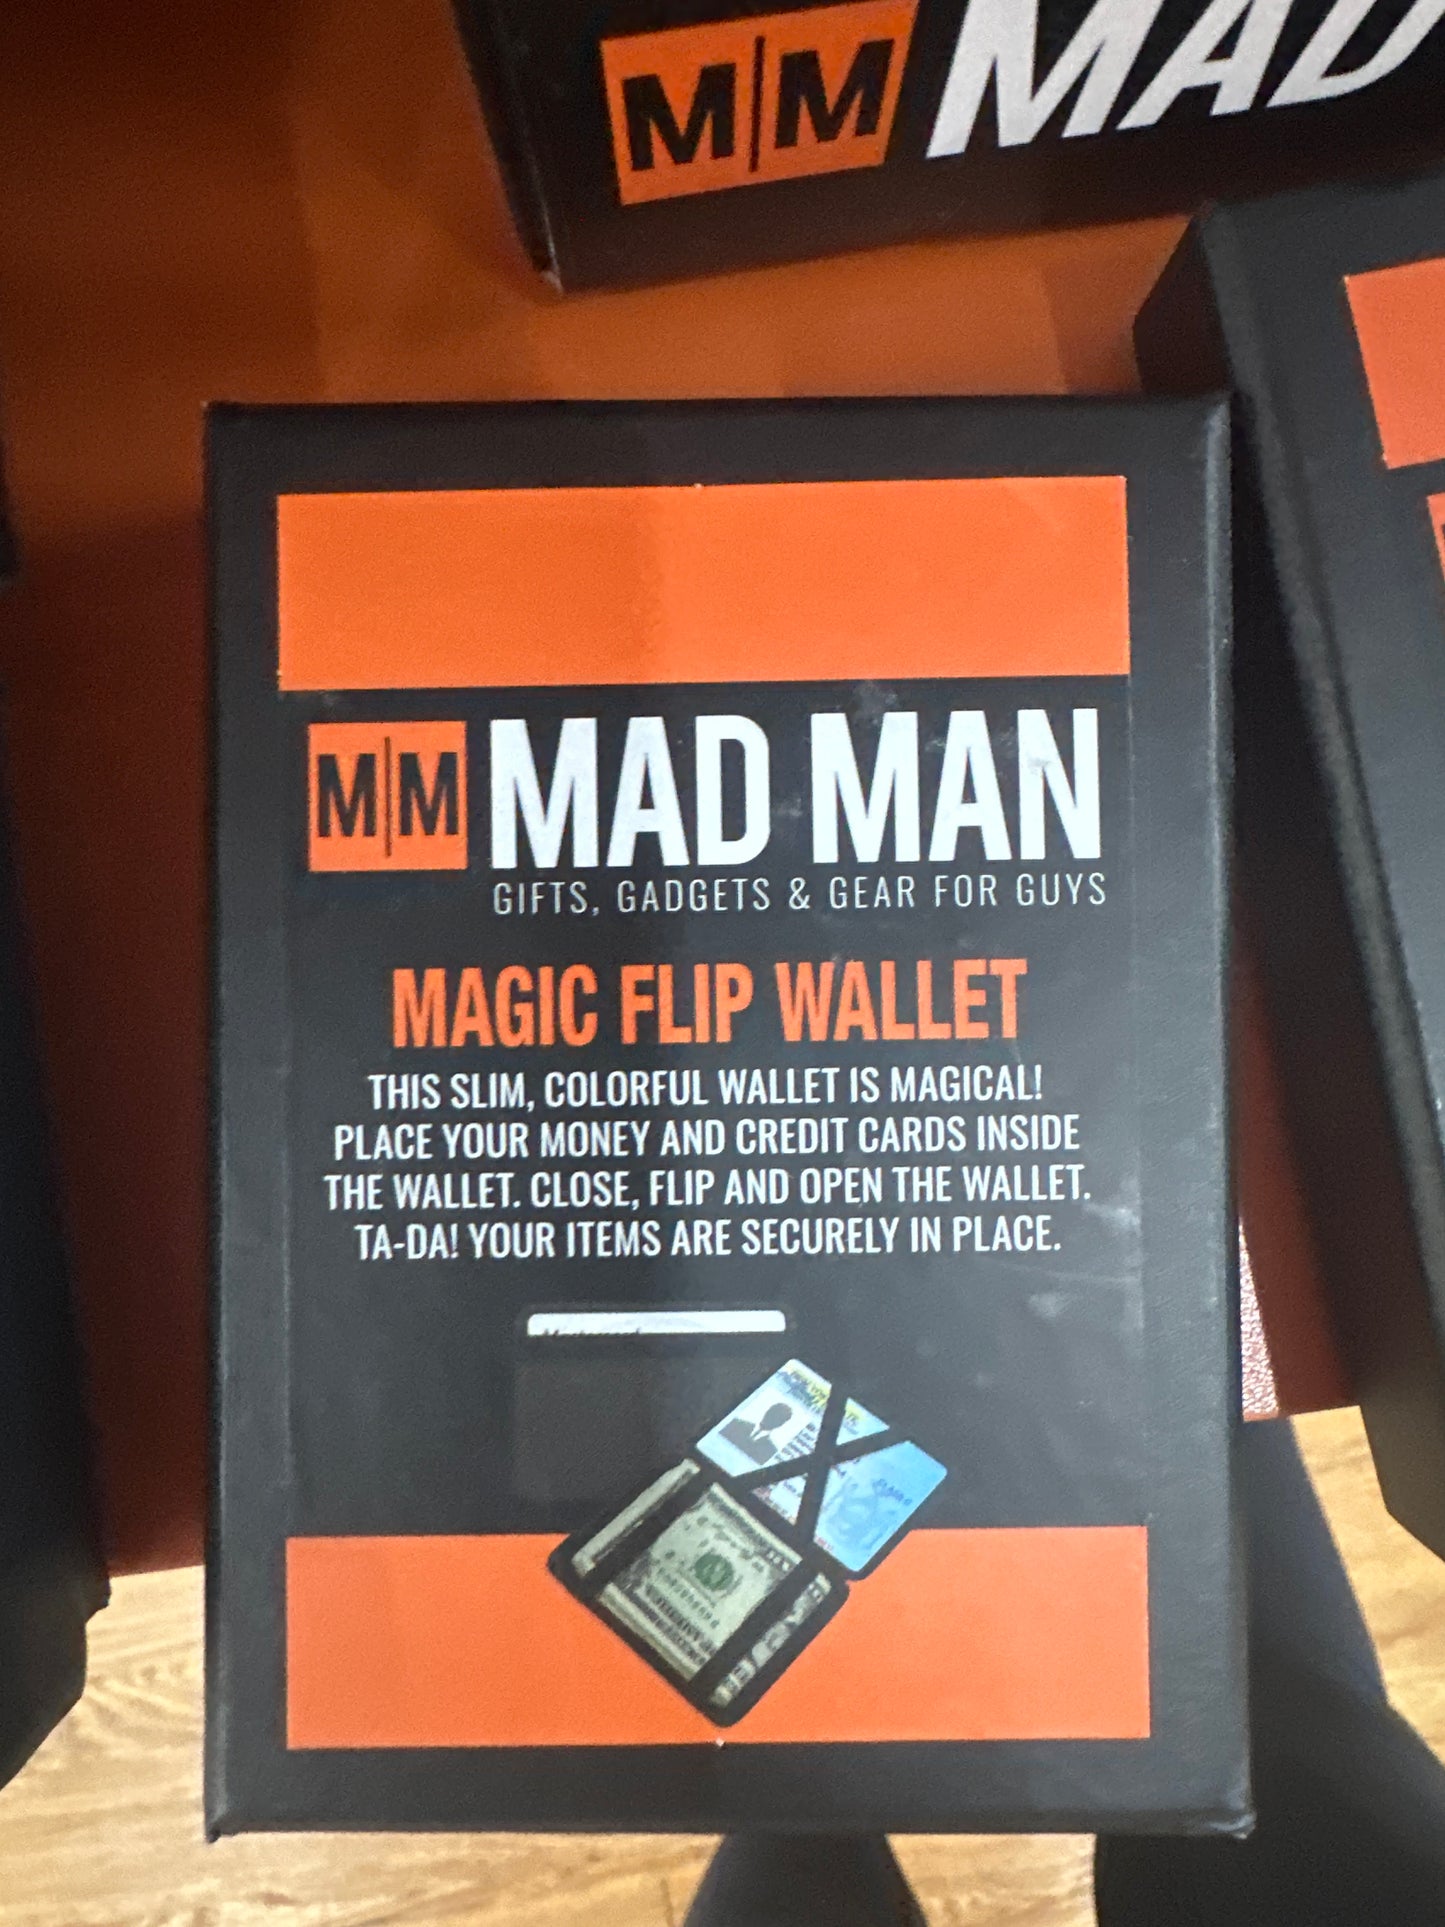 M|M MAD
M|M MAD MAN
GIFTS, GADGETS & GEAR FOR GUYS
MAGIC FLIP WALLET
THIS SLIM, COLORFUL WALLET IS MAGICAL!
PLACE YOUR MONEY AND CREDIT CARDS INSIDE
THE WALLET. CLOSE, FLIP AND OPEN THE WALLET.
TA-DA! YOUR ITEMS ARE SECURELY IN PLACE.